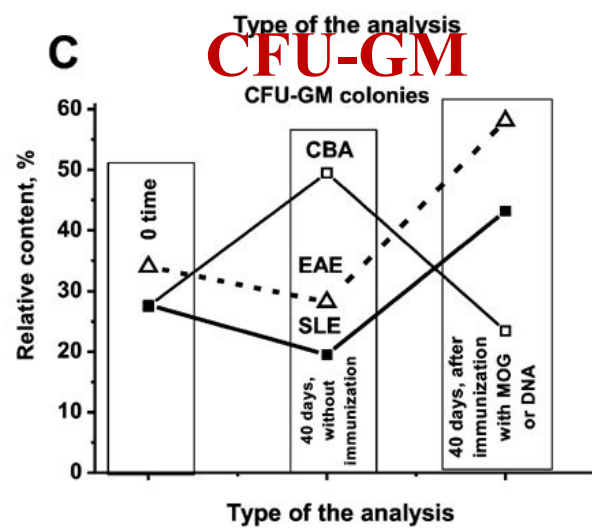 Type of the analysis
C
CFU-GM
CFU-GM colonies
Relative content, %
60
50
40
30
20
10
0
0 time
CBA
EAE
SLE
40 days,
without
immunization
40 days, after
immunization
with MOG
or DNA
Type of the analysis